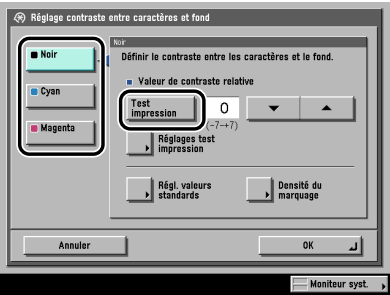 Réglage contraste entre caractères et fond
Noir
Noir
Définir le contraste entre les caractères et le fond.
Cyan
Valeur de contraste relative
Test
impression
0
(-7~+7)
Magenta
Réglages test
impression
Régl. valeurs
standards
Densité du
marquage
Annuler
OK
Moniteur syst.